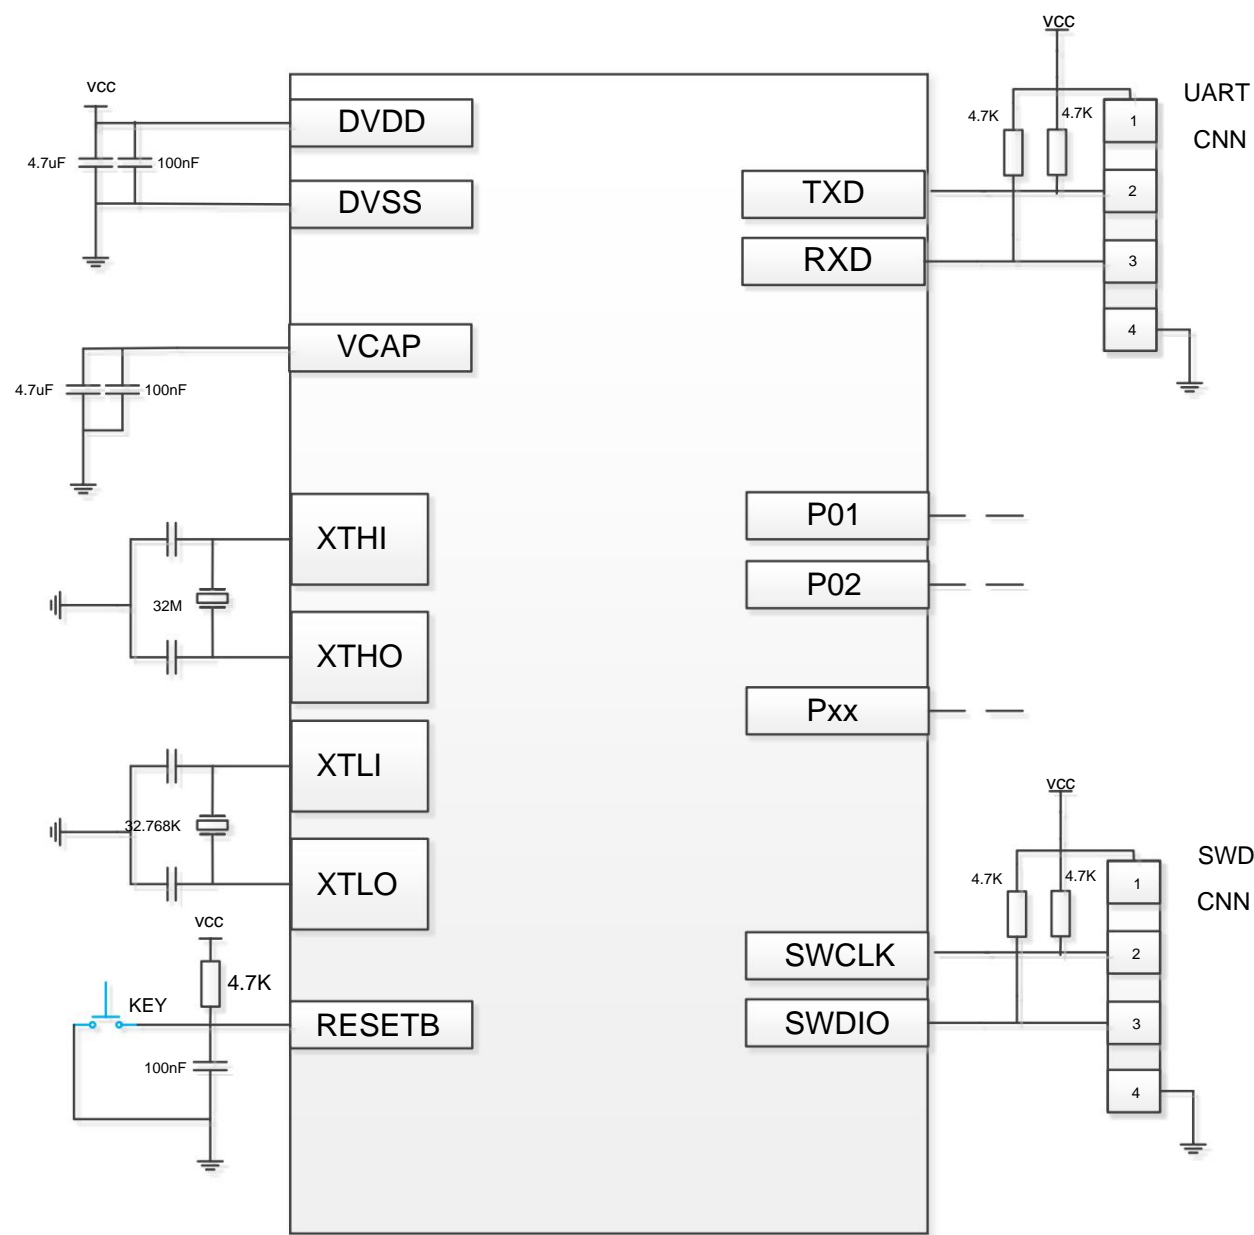 vcc
DVDD
4.7uF
100nF
DVSS
VCAP
4.7uF
100nF
XTHI
32M
XTHO
XTLI
32.768K
XTLO
vcc
4.7K
KEY
RESETB
100nF
vcc
UART
CNN
4.7K
4.7K
1
TXD
2
RXD
3
4
P01
P02
Pxx
vcc
SWD
CNN
4.7K
4.7K
1
SWCLK
2
SWDIO
3
4